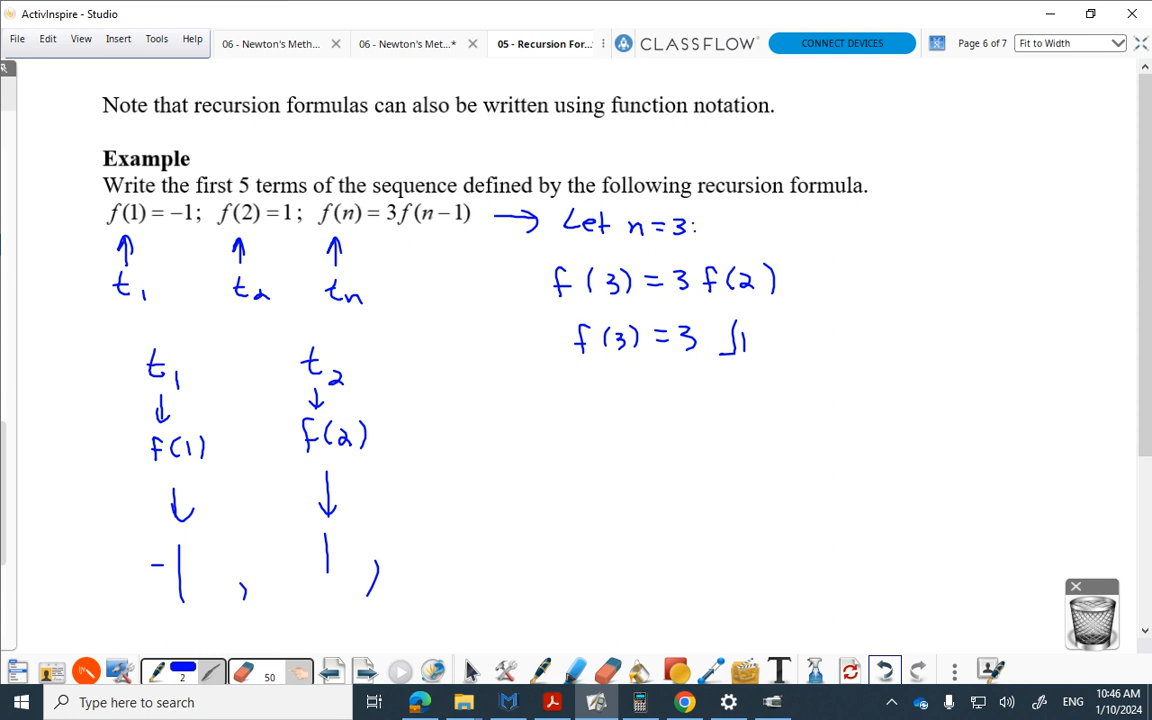 ActivInspire - Studio
File Edit View Insert Tools Help
06 - Newton's Meth... 06 - Newton's Met...* 05 - Recursion For...
CLASSFLOW
CONNECT DEVICES
Page 6 of 7
Fit to Width
Note that recursion formulas can also be written using function notation.
Example
Write the first 5 terms of the sequence defined by the following recursion formula.
f(1) = −1; f(2) = 1; f(n) = 3f(n−1) → Let n = 3:
t1 t2 tn
f(3) = 3 f(2)
f(3) = 3
t1 t2
f(1) f(2)
-1 , 1 ,
2
50
T
Type here to search
ENG
10:46 AM
1/10/2024